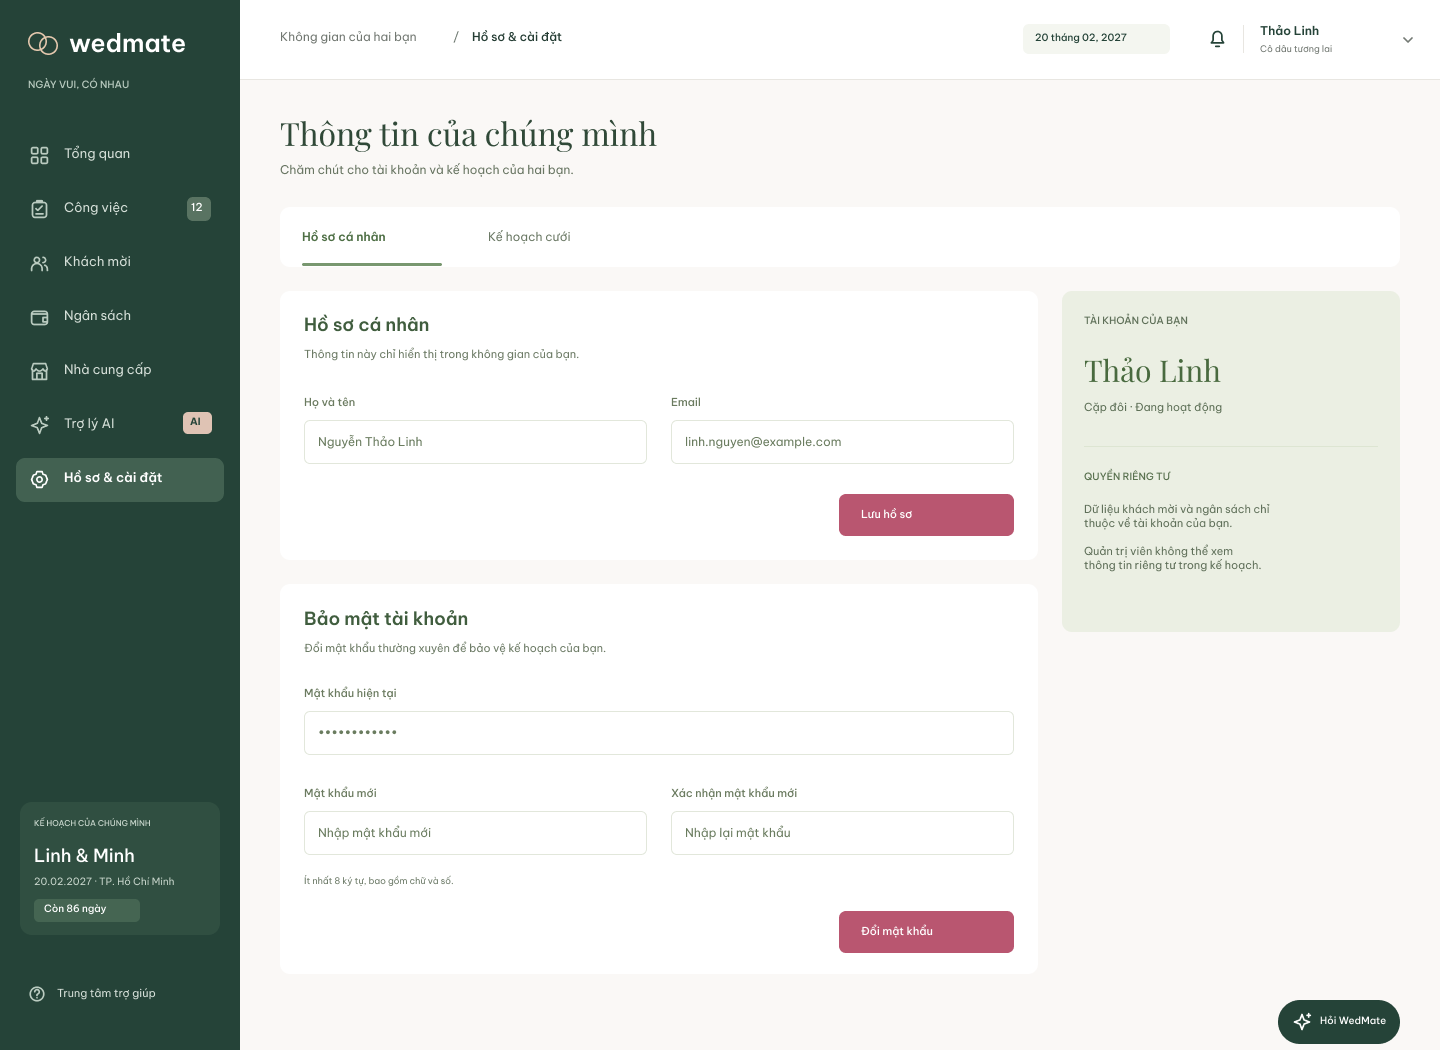 wedmate
NGÀY VUI, CÓ NHAU
Tổng quan
Công việc
12
Khách mời
Ngân sách
Nhà cung cấp
Trợ lý AI
AI
Hồ sơ & cài đặt
KẾ HOẠCH CỦA CHÚNG MÌNH
Linh & Minh
20.02.2027 · TP. Hồ Chí Minh
Còn 86 ngày
Trung tâm trợ giúp
Không gian của hai bạn / Hồ sơ & cài đặt
20 tháng 02, 2027
Thảo Linh
Cô dâu tương lai
Thông tin của chúng mình
Chăm chút cho tài khoản và kế hoạch của hai bạn.
Hồ sơ cá nhân
Kế hoạch cưới
Hồ sơ cá nhân
Thông tin này chỉ hiển thị trong không gian của bạn.
Họ và tên
Email
Nguyễn Thảo Linh
linh.nguyen@example.com
Lưu hồ sơ
Bảo mật tài khoản
Đổi mật khẩu thường xuyên để bảo vệ kế hoạch của bạn.
Mật khẩu hiện tại
••••••••••••
Mật khẩu mới
Xác nhận mật khẩu mới
Nhập mật khẩu mới
Nhập lại mật khẩu
Ít nhất 8 ký tự, bao gồm chữ và số.
Đổi mật khẩu
TÀI KHOẢN CỦA BẠN
Thảo Linh
Cặp đôi · Đang hoạt động
QUYỀN RIÊNG TƯ
Dữ liệu khách mời và ngân sách chỉ
thuộc về tài khoản của bạn.
Quản trị viên không thể xem
thông tin riêng tư trong kế hoạch.
Hỏi WedMate